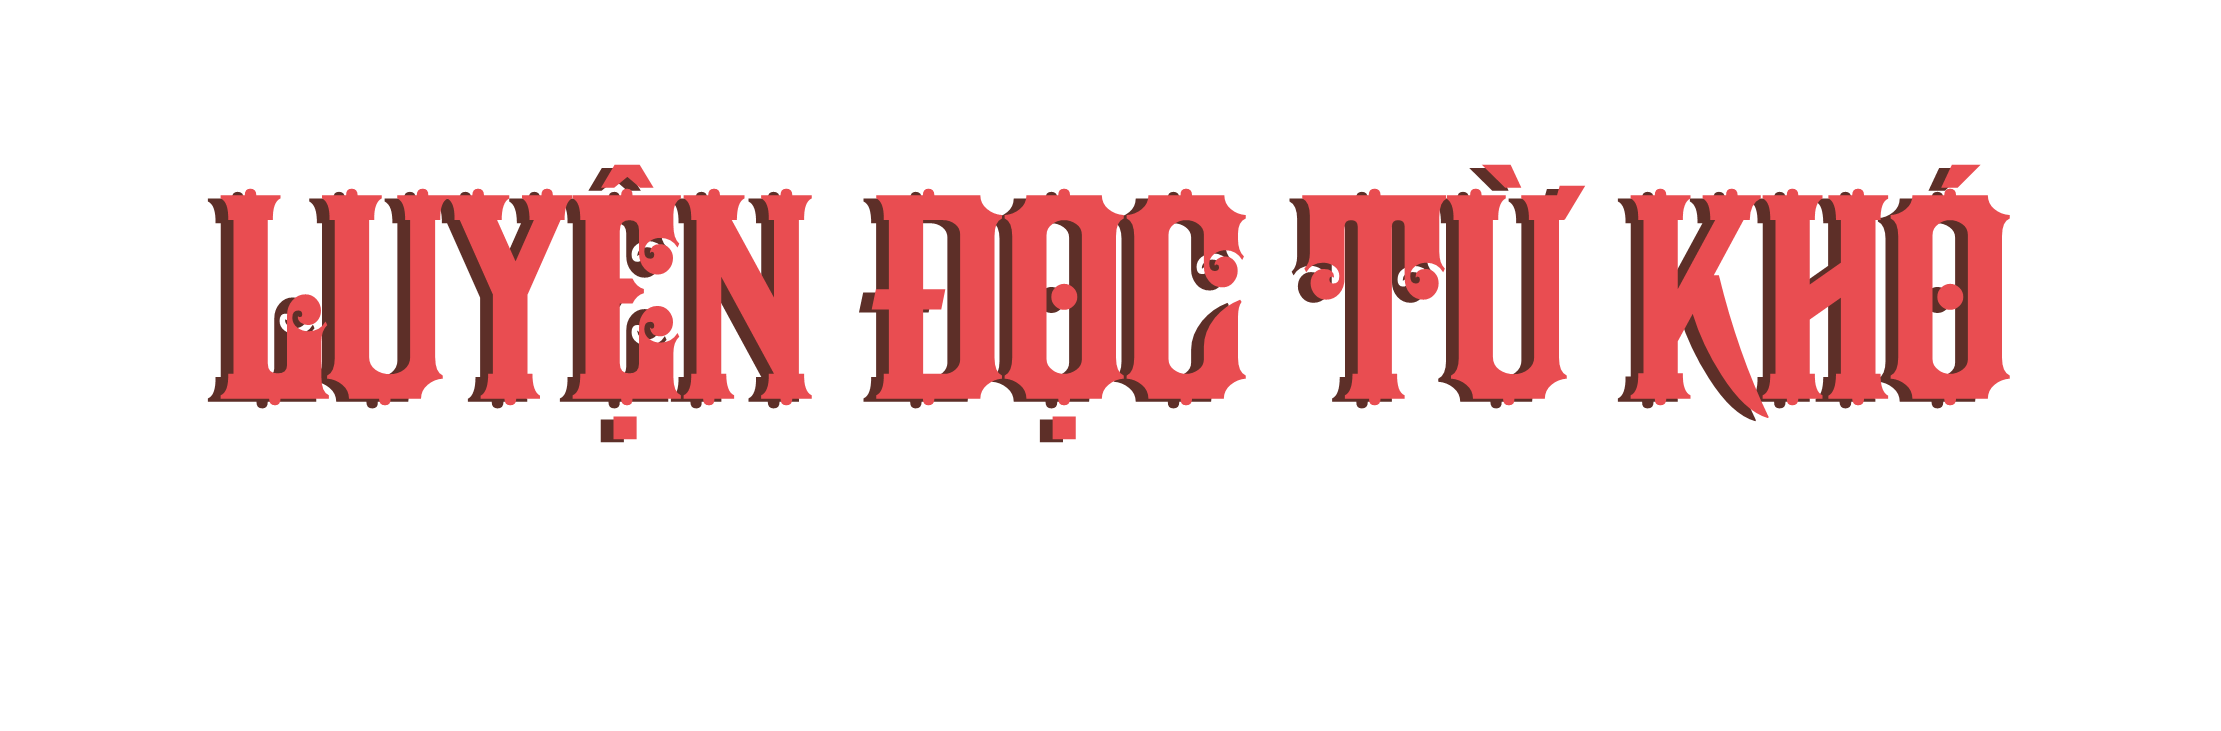 LUYỆN ĐỌC TỪ KHÓ